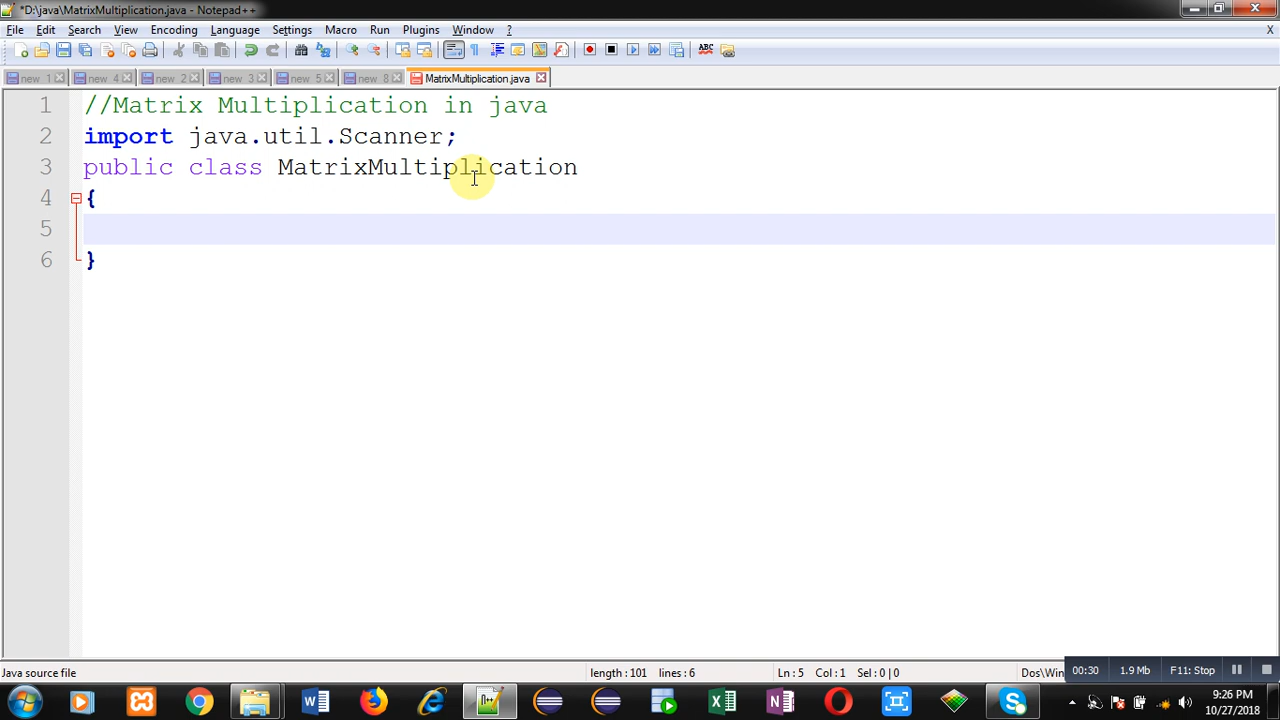 *D:\java\MatrixMultiplication.java - Notepad++
File Edit Search View Encoding Language Settings Macro Run Plugins Window ? X
new 1 new 4 new 2 new 3 new 5 new 8 MatrixMultiplication.java
1 //Matrix Multiplication in java
2 import java.util.Scanner;
3 public class MatrixMultiplication
4 {
5
6 }
Java source file length : 101 lines : 6 Ln : 5 Col : 1 Sel : 0 | 0 Dos\Win 00:30 1.9 Mb F11: Stop
9:26 PM
10/27/2018